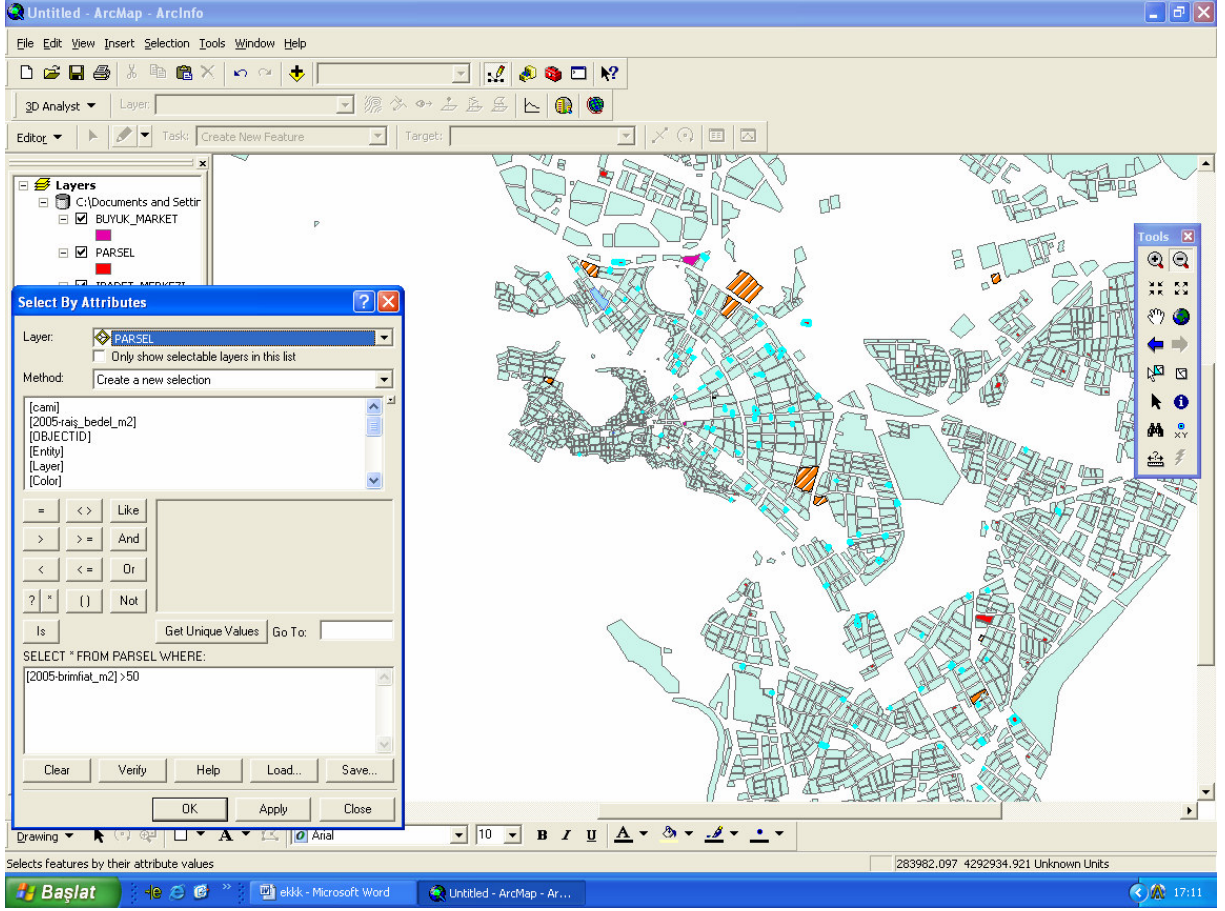 Untitled - ArcMap - ArcInfo
File Edit View Insert Selection Tools Window Help
3D Analyst Layer:
Editor Task: Create New Feature Target:
Layers
C:\Documents and Settir
BUYUK_MARKET
PARSEL
Tools
Select By Attributes
Layer: PARSEL
Only show selectable layers in this list
Method: Create a new selection
[cami]
[2005-raiş_bedel_m2]
[OBJECTID]
[Entity]
[Layer]
[Color]
= <> Like
> > = And
< < = Or
? * () Not
Is Get Unique Values Go To:
SELECT * FROM PARSEL WHERE:
[2005-brimfiat_m2] >50
Clear Verify Help Load... Save...
OK Apply Close
XY
Drawing A Arial 10 B I U A
Selects features by their attribute values 283982.097 4292934.921 Unknown Units
Başlat ekkk - Microsoft Word Untitled - ArcMap - Ar... 17:11